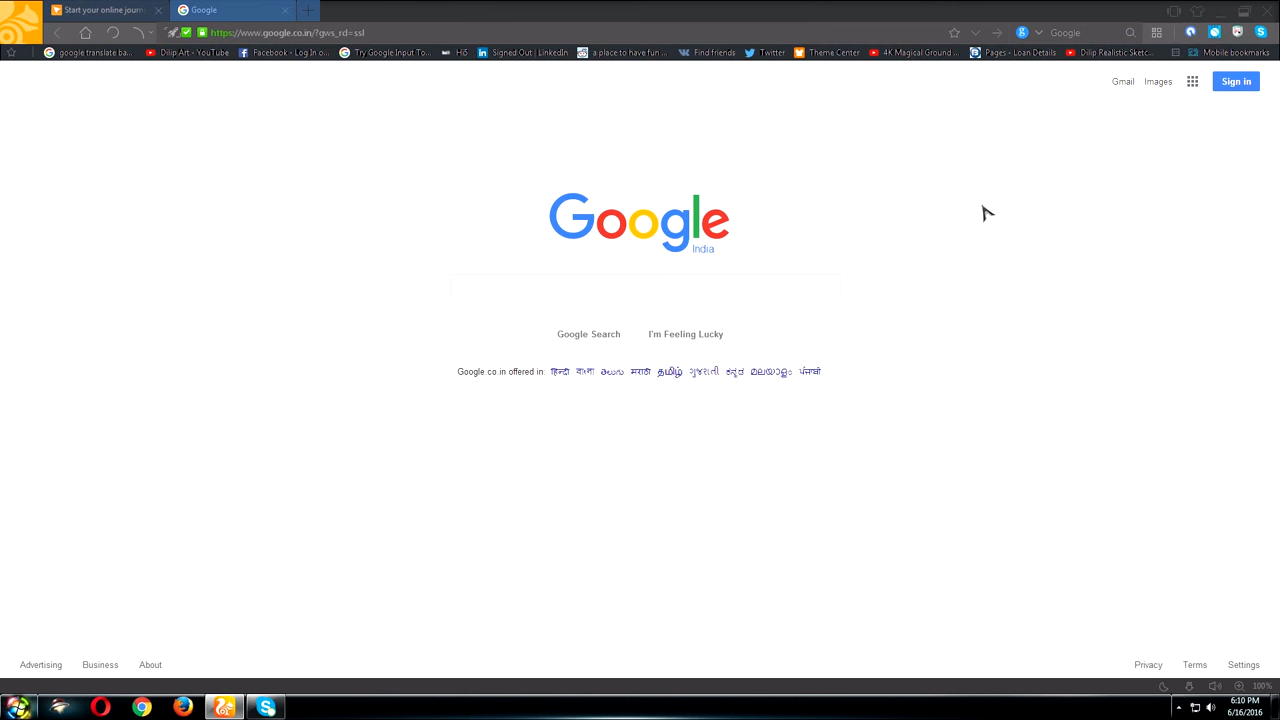 Start your online journ
Google
https://www.google.co.in/?gws_rd=ssl
Google
google translate ba...
Dilip Art - YouTube
Facebook - Log In o...
Try Google Input To...
Hi5
Signed Out | LinkedIn
a place to have fun ...
Find friends
Twitter
Theme Center
4K Magical Ground ...
Pages - Loan Details
Dilip Realistic Sketc...
Mobile bookmarks
Gmail Images Sign in
Google
India
Google Search I'm Feeling Lucky
Google.co.in offered in: हिन्दी বাংলা తెలుగు मराठी தமிழ் ગુજરાતી ಕನ್ನಡ മലയാളം ਪੰਜਾਬੀ
Advertising Business About
Privacy Terms Settings
100%
6:10 PM
6/16/2016